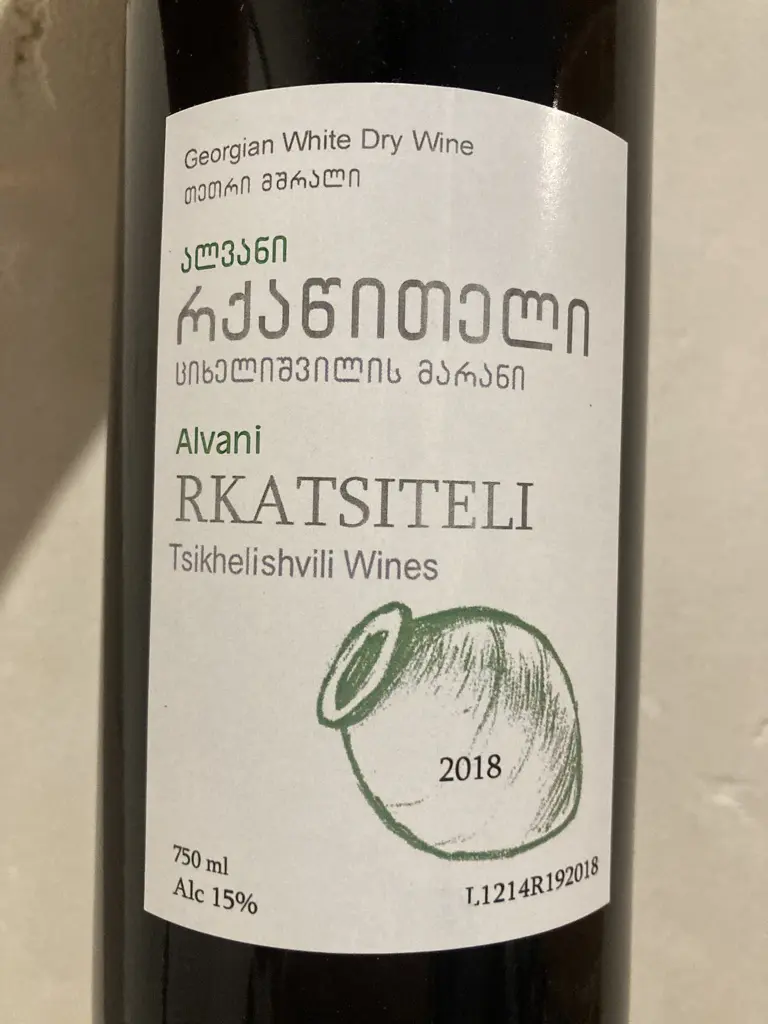 Georgian White Dry Wine
თეთრი მშრალი
ალვანი
რქაწითელი
ციხელიშვილის მარანი
Alvani
RKATSITELI
Tsikhelishvili Wines
2018
750 ml
Alc 15%
L1214R192018